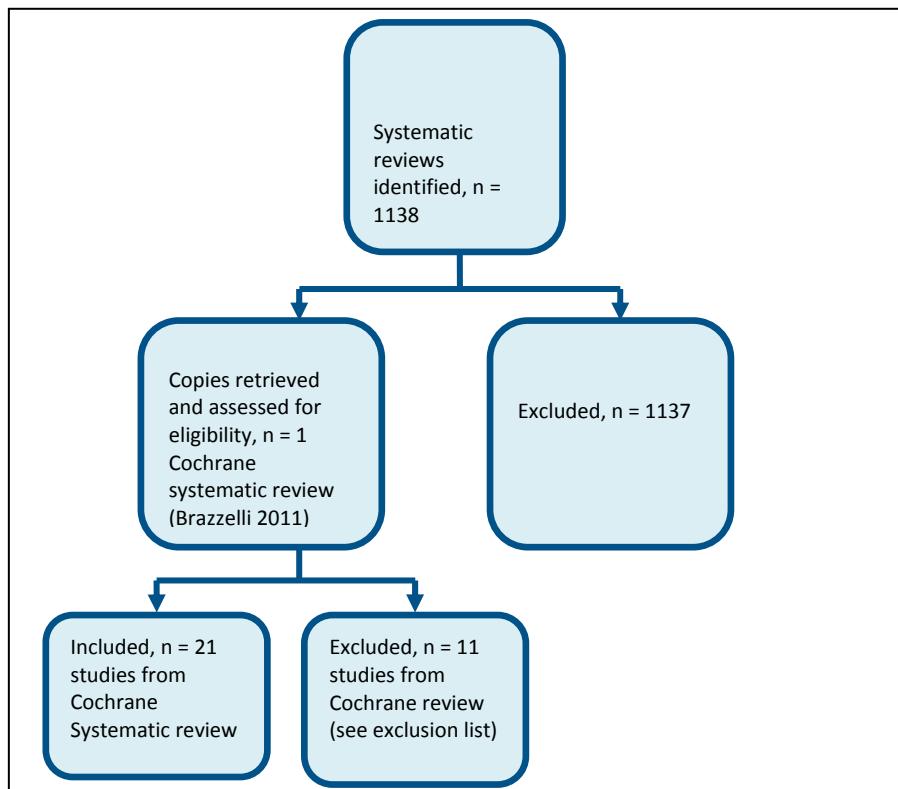 Systematic
reviews
identified, n =
1138
Copies retrieved
and assessed for
eligibility, n = 1
Cochrane
systematic review
(Brazzelli 2011)
Excluded, n = 1137
Included, n = 21
studies from
Cochrane
Systematic review
Excluded, n = 11
studies from
Cochrane review
(see exclusion list)